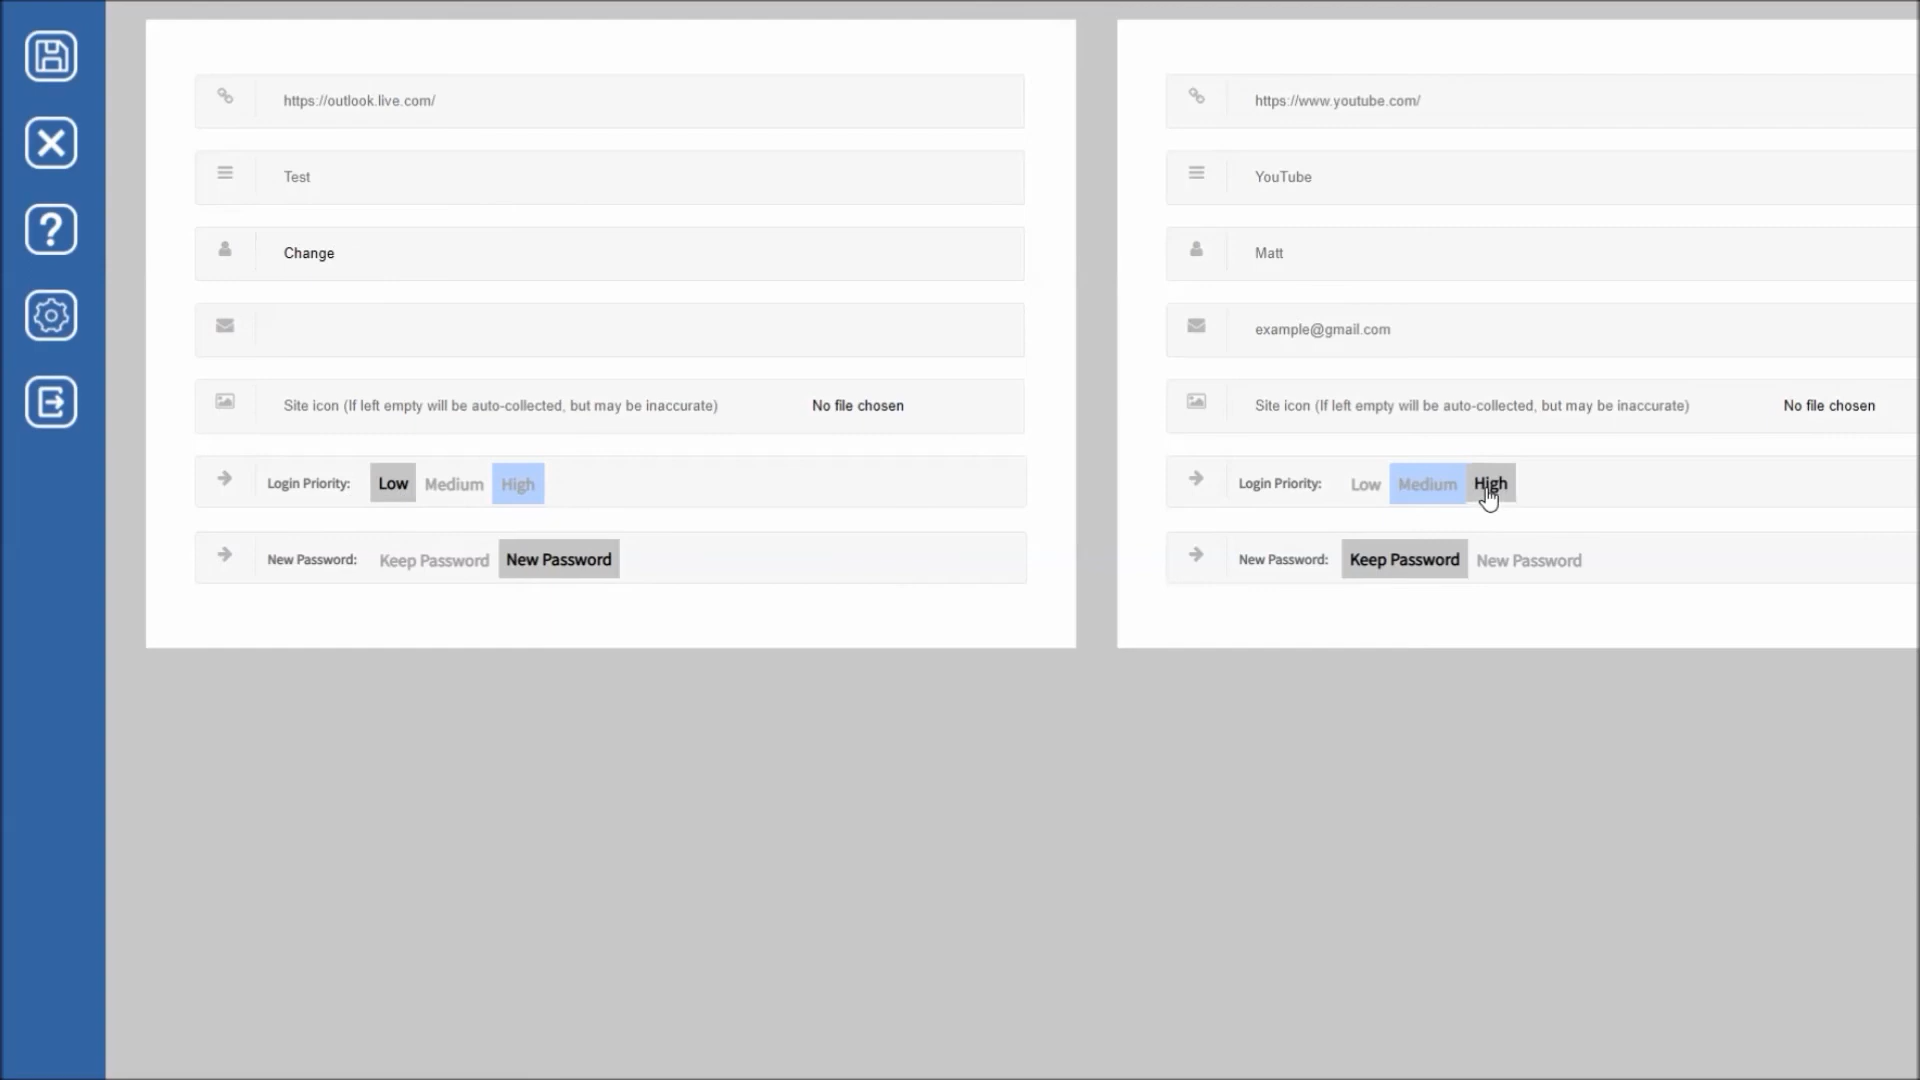 https://outlook.live.com/
Test
Change
Site icon (If left empty will be auto-collected, but may be inaccurate) No file chosen
Login Priority: Low Medium High
New Password: Keep Password New Password
https://www.youtube.com/
YouTube
Matt
example@gmail.com
Site icon (If left empty will be auto-collected, but may be inaccurate) No file chosen
Login Priority: Low Medium High
New Password: Keep Password New Password